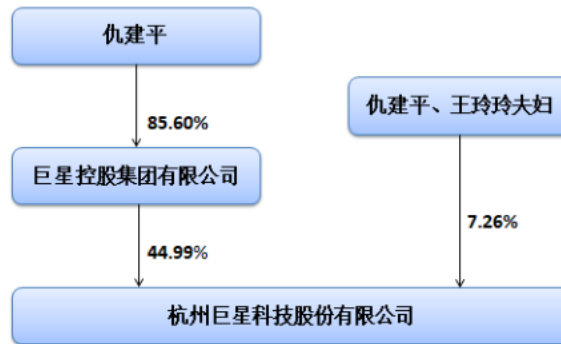 仇建平
仇建平、王玲玲夫妇
85.60%
巨星控股集团有限公司
44.99%
7.26%
杭州巨星科技股份有限公司